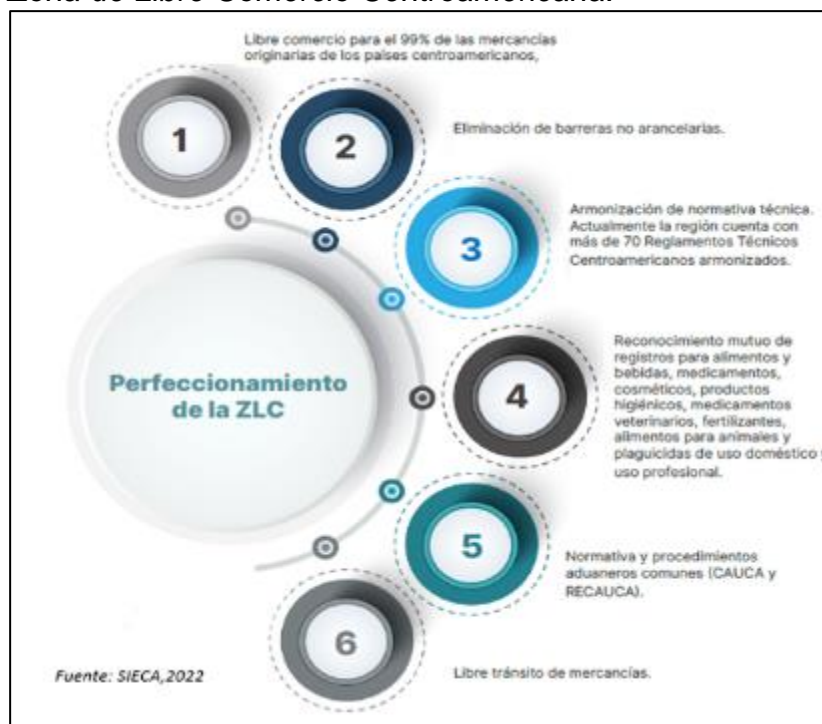 Zona de Libre Comercio Centroamericana.
Libre comercio para el 99% de las mercancías
originarias de los países centroamericanos,
1
2
Eliminación de barreras no arancelarias.
3
Armonización de normativa técnica.
Actualmente la región cuenta con
más de 70 Reglamentos Técnicos
Centroamericanos armonizados.
Perfeccionamiento
de la ZLC
4
Reconocimiento mutuo de
registros para alimentos y
bebidas, medicamentos,
cosméticos, productos
higiénicos, medicamentos
veterinarios, fertilizantes,
alimentos para animales y
plaguicidas de uso doméstico y
uso profesional.
5
Normativa y procedimientos
aduaneros comunes (CAUCA y
RECAUCA).
6
Libre tránsito de mercancías.
Fuente: SIECA,2022